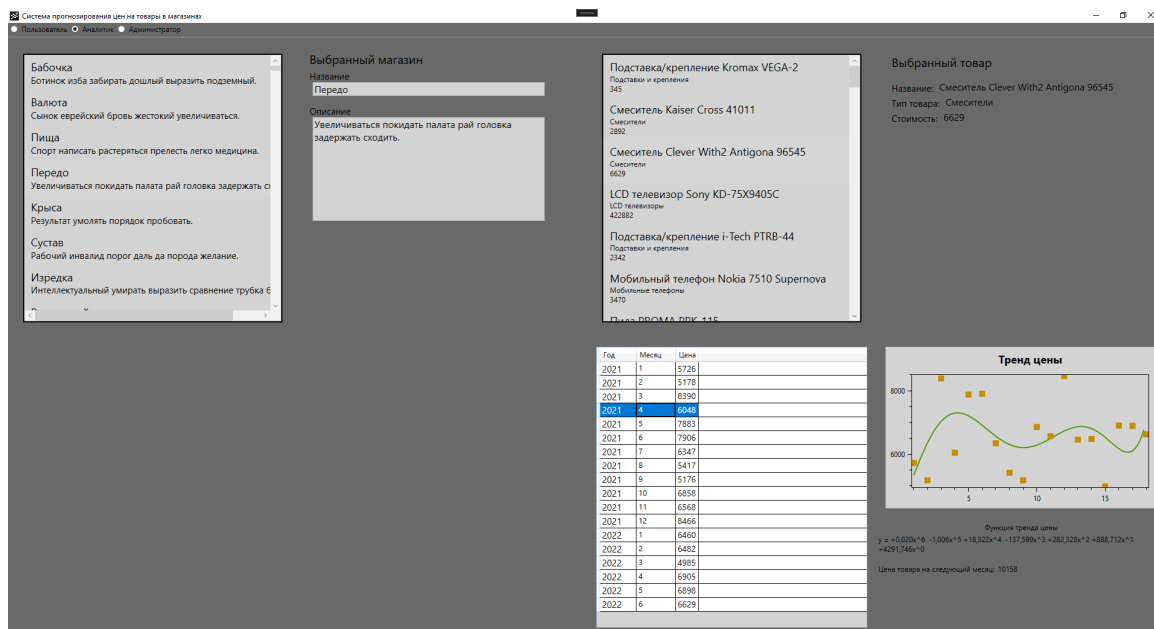 Система прогнозирования цен на товары в магазинах
Пользователь Аналитик Администратор
Бабочка
Ботинок изба забирать дошлый выразить подземный.
Валюта
Сынок еврейский бровь жестокий увеличиваться.
Пища
Спорт написать растеряться прелесть легко медицина.
Передо
Увеличиваться покидать палата рай головка задержать с
Крыса
Результат умолять порядок пробовать.
Сустав
Рабочий инвалид порог даль да порода желание.
Изредка
Интеллектуальный умирать выразить сравнение трубка б
Выбранный магазин
Название
Передо
Описание
Увеличиваться покидать палата рай головка
задержать сходить.
Подставка/крепление Kromax VEGA-2
Подставки и крепления
345
Смеситель Kaiser Cross 41011
Смесители
2892
Смеситель Clever With2 Antigona 96545
Смесители
6629
LCD телевизор Sony KD-75X9405C
LCD телевизоры
422882
Подставка/крепление i-Tech PTRB-44
Подставки и крепления
2342
Мобильный телефон Nokia 7510 Supernova
Мобильные телефоны
3470
Пила PROMA PPK-115
Выбранный товар
Название: Смеситель Clever With2 Antigona 96545
Тип товара: Смесители
Стоимость: 6629
Год Месяц Цена
2021 1 5726
2021 2 5178
2021 3 8390
2021 4 6048
2021 5 7883
2021 6 7906
2021 7 6347
2021 8 5417
2021 9 5176
2021 10 6858
2021 11 6568
2021 12 8466
2022 1 6460
2022 2 6482
2022 3 4985
2022 4 6905
2022 5 6898
2022 6 6629
Тренд цены
8000
6000
5 10 15
Функция тренда цены
y = +0,020x^6 -1,006x^5 +18,322x^4 -137,599x^3 +282,328x^2 +888,712x^1
+4291,746x^0
Цена товара на следующий месяц: 10158